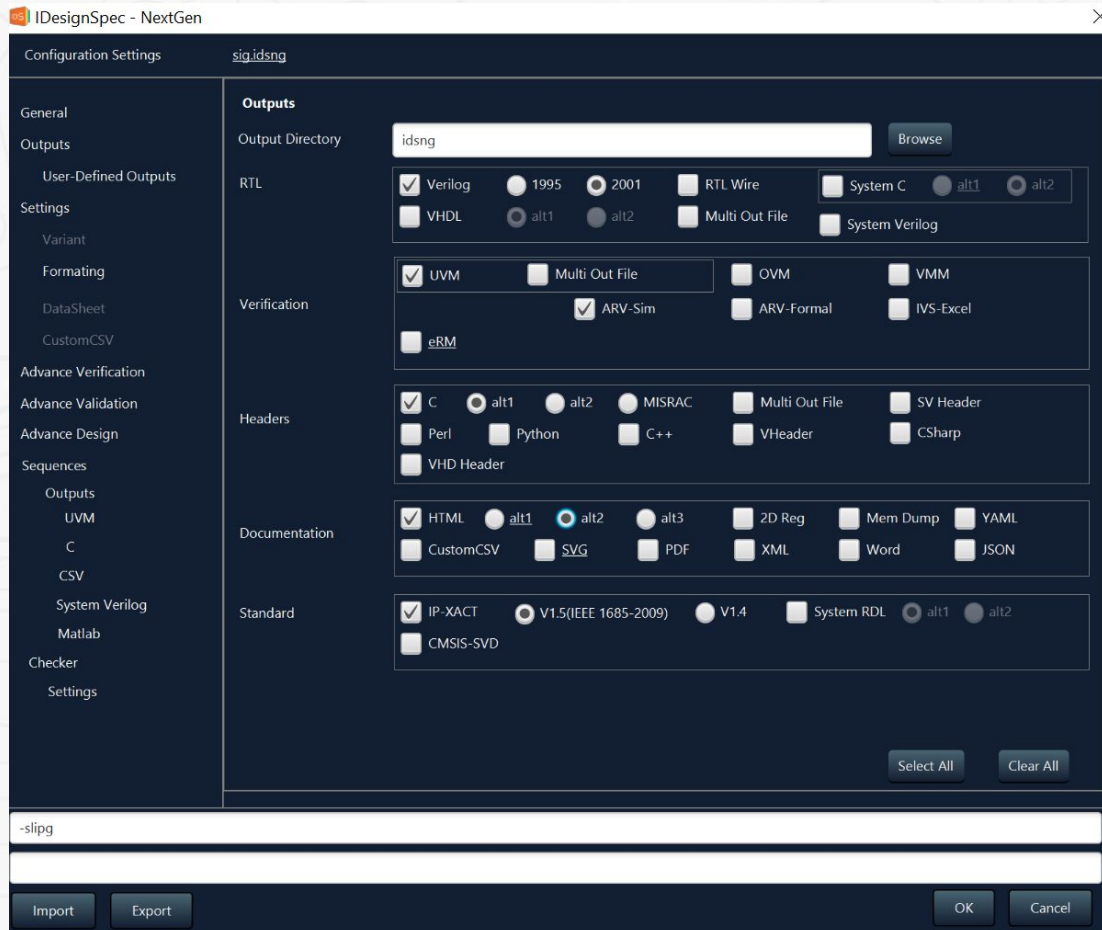 IDesignSpec - NextGen
Configuration Settings
sig.idsng
General
Outputs
User-Defined Outputs
Settings
Variant
Formating
DataSheet
CustomCSV
Advance Verification
Advance Validation
Advance Design
Sequences
Outputs
UVM
C
CSV
System Verilog
Matlab
Checker
Settings
Outputs
Output Directory idsng Browse
RTL
Verilog 1995 2001 RTL Wire System C alt1 alt2
VHDL alt1 alt2 Multi Out File System Verilog
Verification
UVM Multi Out File OVM VMM
ARV-Sim ARV-Formal IVS-Excel
eRM
Headers
C alt1 alt2 MISRAC Multi Out File SV Header
Perl Python C++ VHeader CSharp
VHD Header
Documentation
HTML alt1 alt2 alt3 2D Reg Mem Dump YAML
CustomCSV SVG PDF XML Word JSON
Standard
IP-XACT V1.5(IEEE 1685-2009) V1.4 System RDL alt1 alt2
CMSIS-SVD
Select All Clear All
-slipg
Import Export OK Cancel